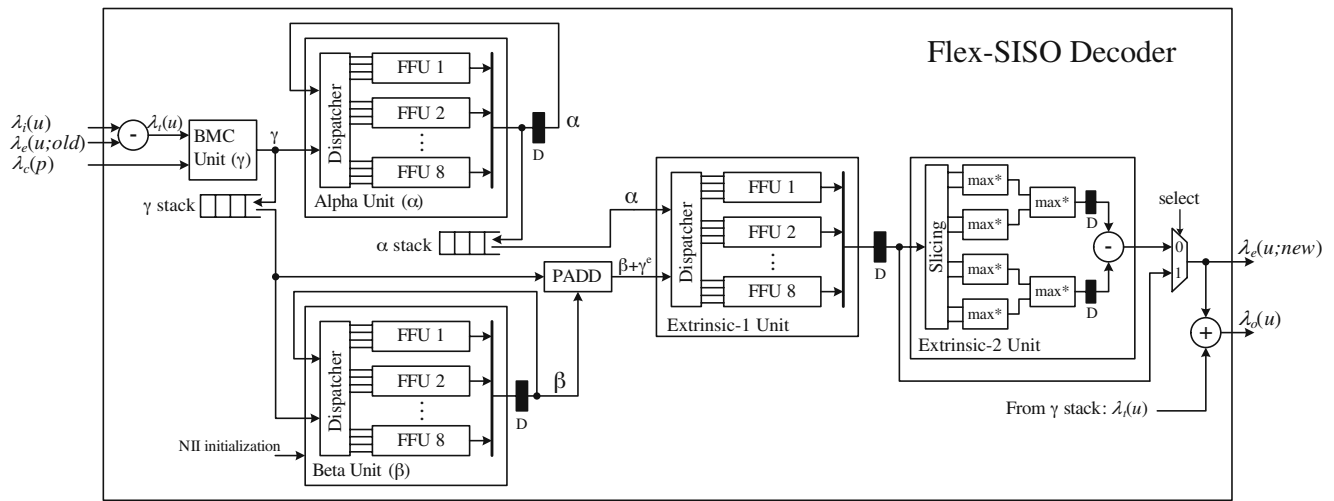 Flex-SISO Decoder
λi(u)
λe(u;old)
λc(p)
-
λt(u)
BMC
Unit (γ)
γ
γ stack
Dispatcher
FFU 1
FFU 2
...
FFU 8
Alpha Unit (α)
D
α
α stack
α
PADD
β+γe
Dispatcher
FFU 1
FFU 2
...
FFU 8
Beta Unit (β)
NII initialization
D
β
Dispatcher
FFU 1
FFU 2
...
FFU 8
Extrinsic-1 Unit
D
Slicing
max*
max*
max*
max*
max*
max*
D
D
-
Extrinsic-2 Unit
select
0
1
λe(u;new)
+
λo(u)
From γ stack: λt(u)